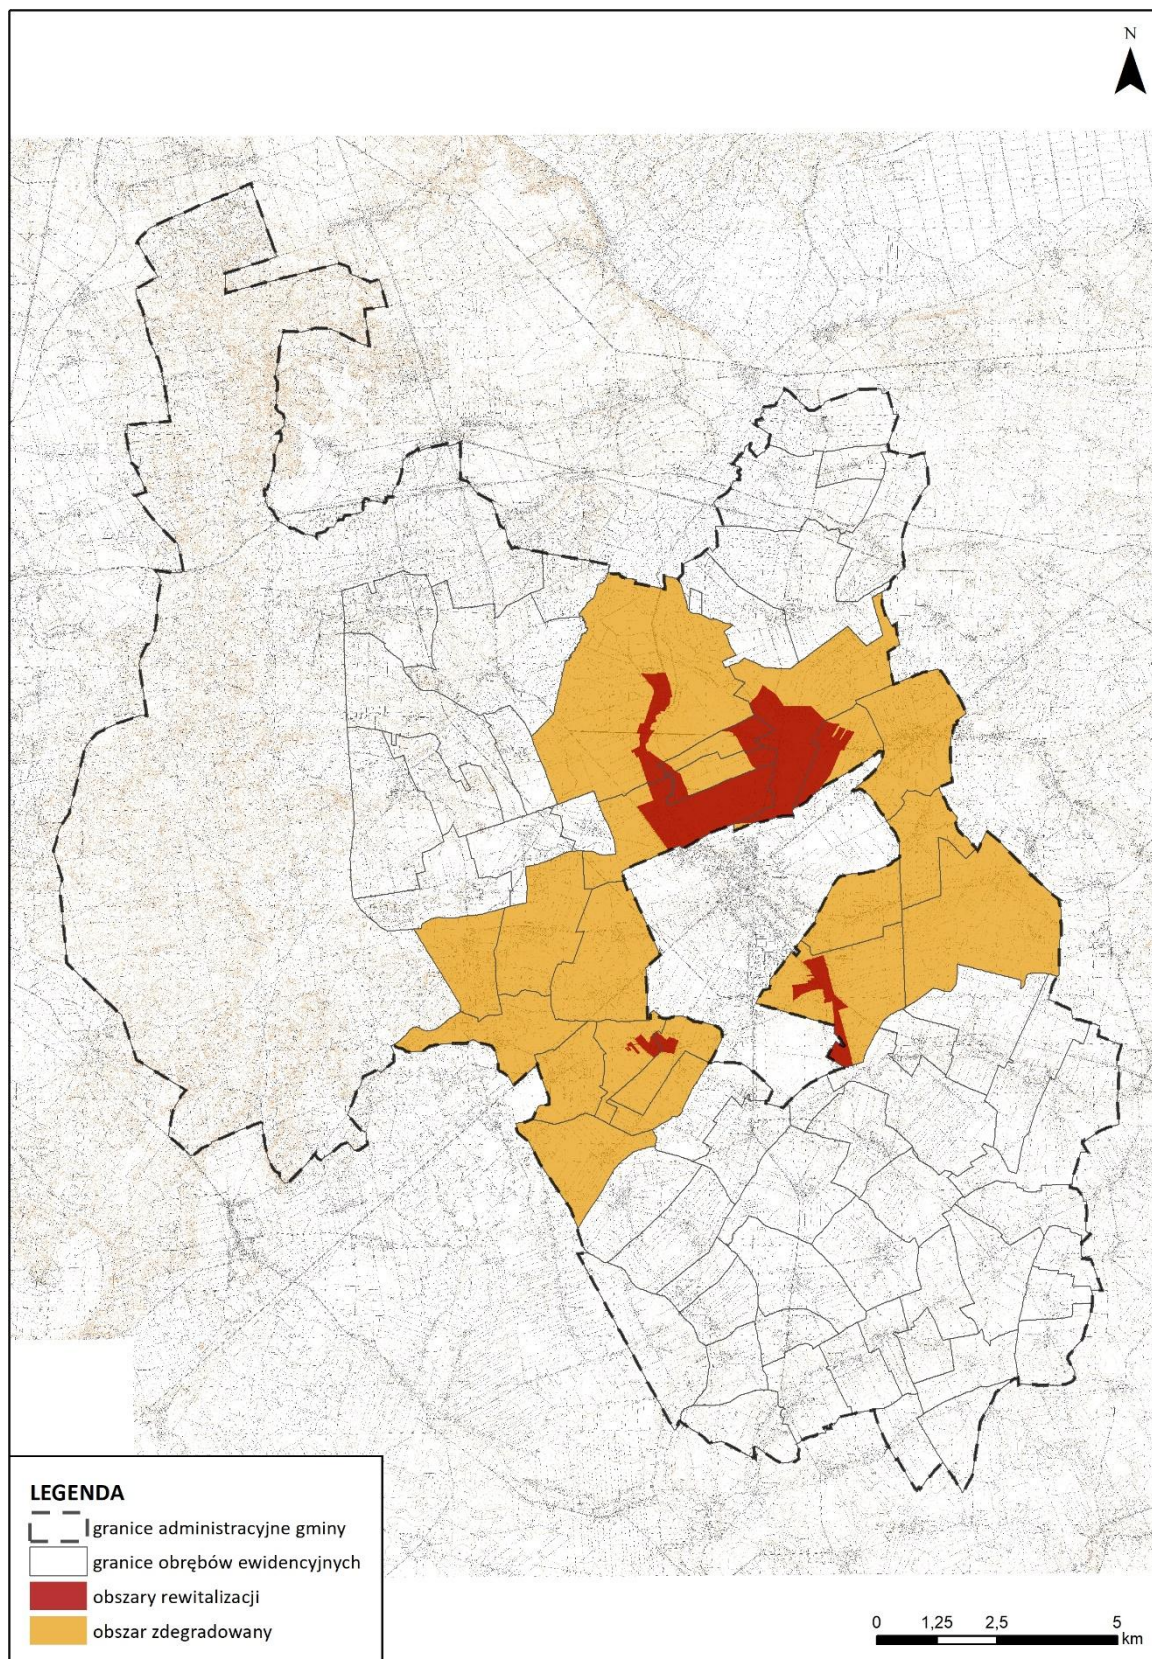 N
LEGENDA
granice administracyjne gminy
granice obrębów ewidencyjnych
obszary rewitalizacji
obszar zdegradowany
0 1,25 2,5 5
km